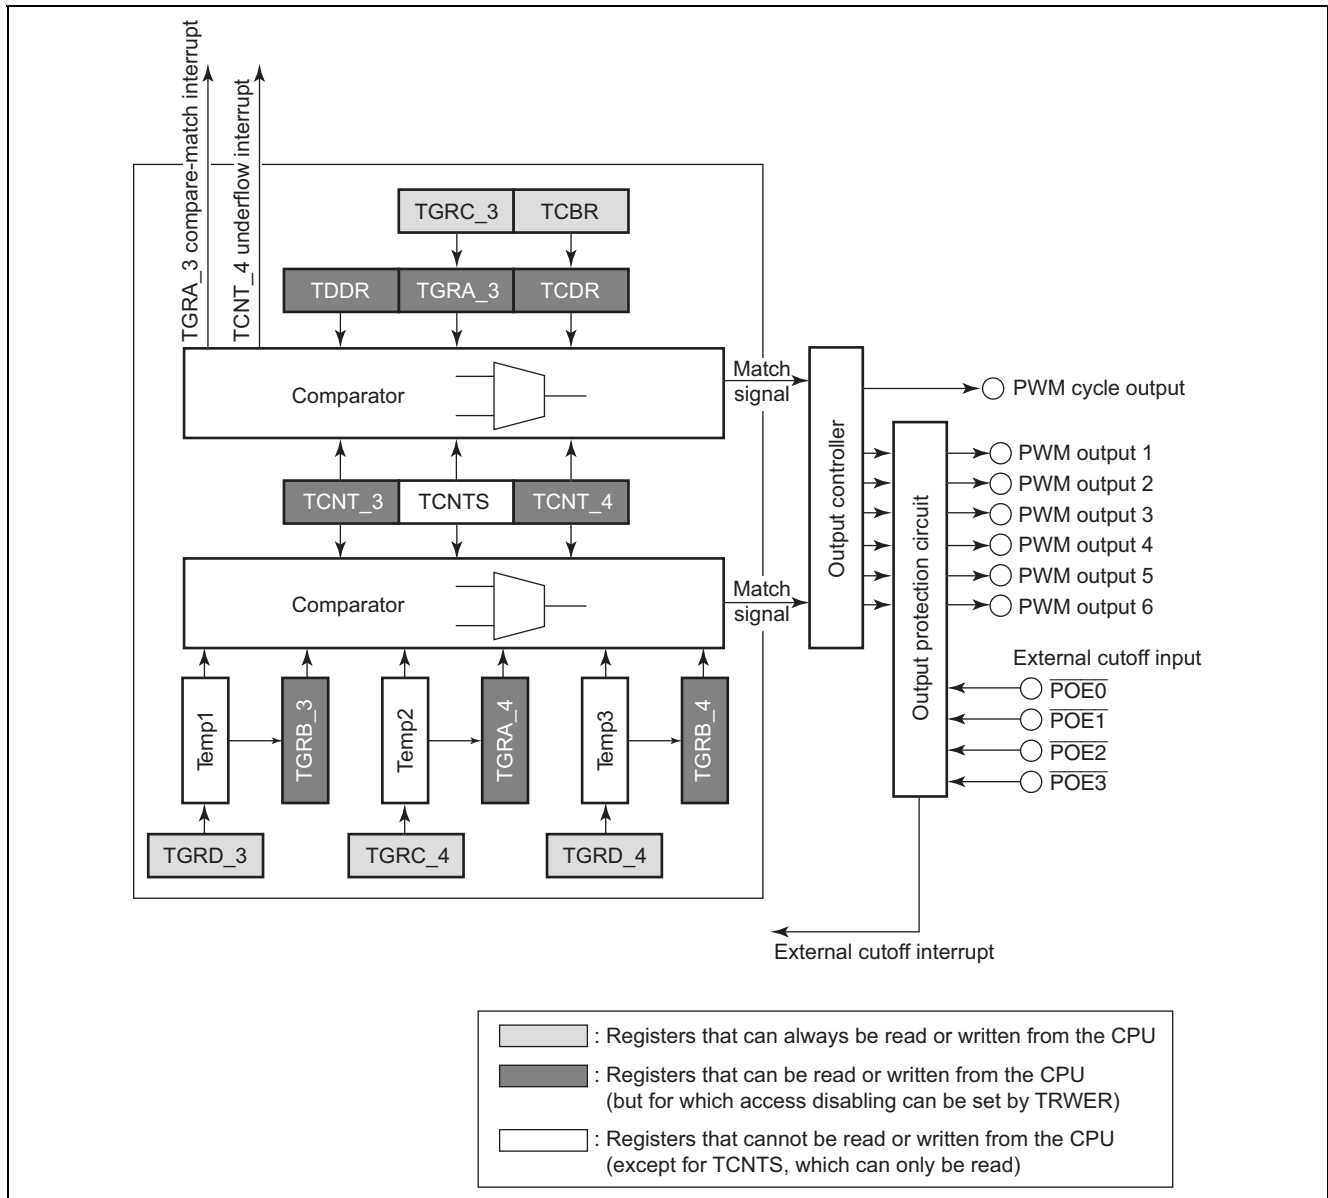 TGRA_3 compare-match interrupt
TCNT_4 underflow interrupt
TGRC_3
TCBR
TDDR
TGRA_3
TCDR
Comparator
Match
signal
PWM cycle output
Output controller
Output protection circuit
PWM output 1
PWM output 2
PWM output 3
PWM output 4
PWM output 5
PWM output 6
TCNT_3
TCNTS
TCNT_4
Comparator
Match
signal
External cutoff input
POE0
POE1
POE2
POE3
Temp1
TGRB_3
Temp2
TGRA_4
Temp3
TGRB_4
TGRD_3
TGRC_4
TGRD_4
External cutoff interrupt
: Registers that can always be read or written from the CPU
: Registers that can be read or written from the CPU
(but for which access disabling can be set by TRWER)
: Registers that cannot be read or written from the CPU
(except for TCNTS, which can only be read)